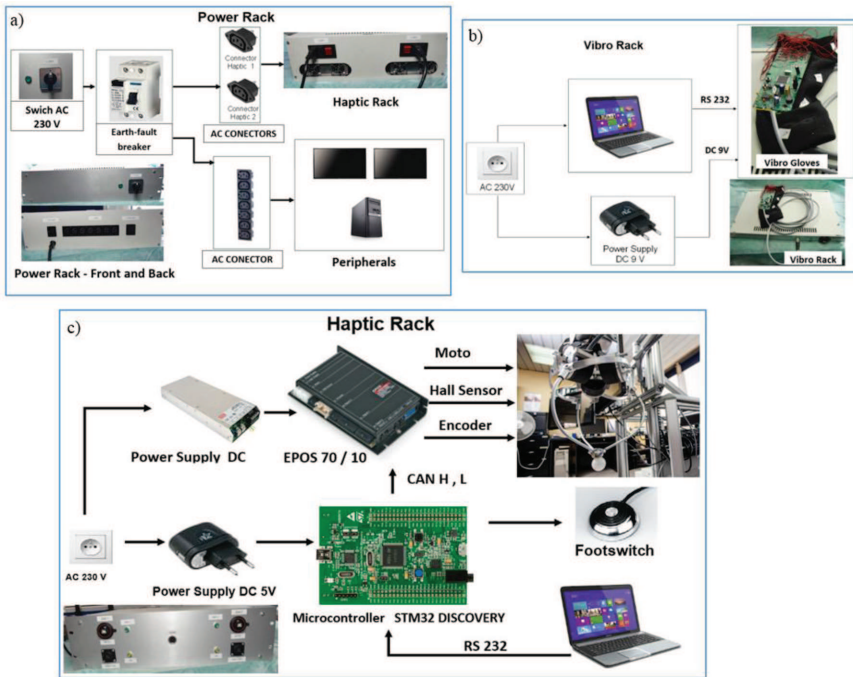 a)
Power Rack
Swich AC
230 V
Earth-fault
breaker
Connector
Haptic 1
Connector
Haptic 2
AC CONECTORS
Haptic Rack
Power Rack - Front and Back
AC CONECTOR
Peripherals
b)
Vibro Rack
AC 230V
RS 232
DC 9V
Power Supply
DC 9 V
Vibro Gloves
Vibro Rack
c)
Haptic Rack
Power Supply DC
EPOS 70 / 10
Moto
Hall Sensor
Encoder
CAN H , L
AC 230 V
Power Supply DC 5V
Microcontroller STM32 DISCOVERY
Footswitch
RS 232